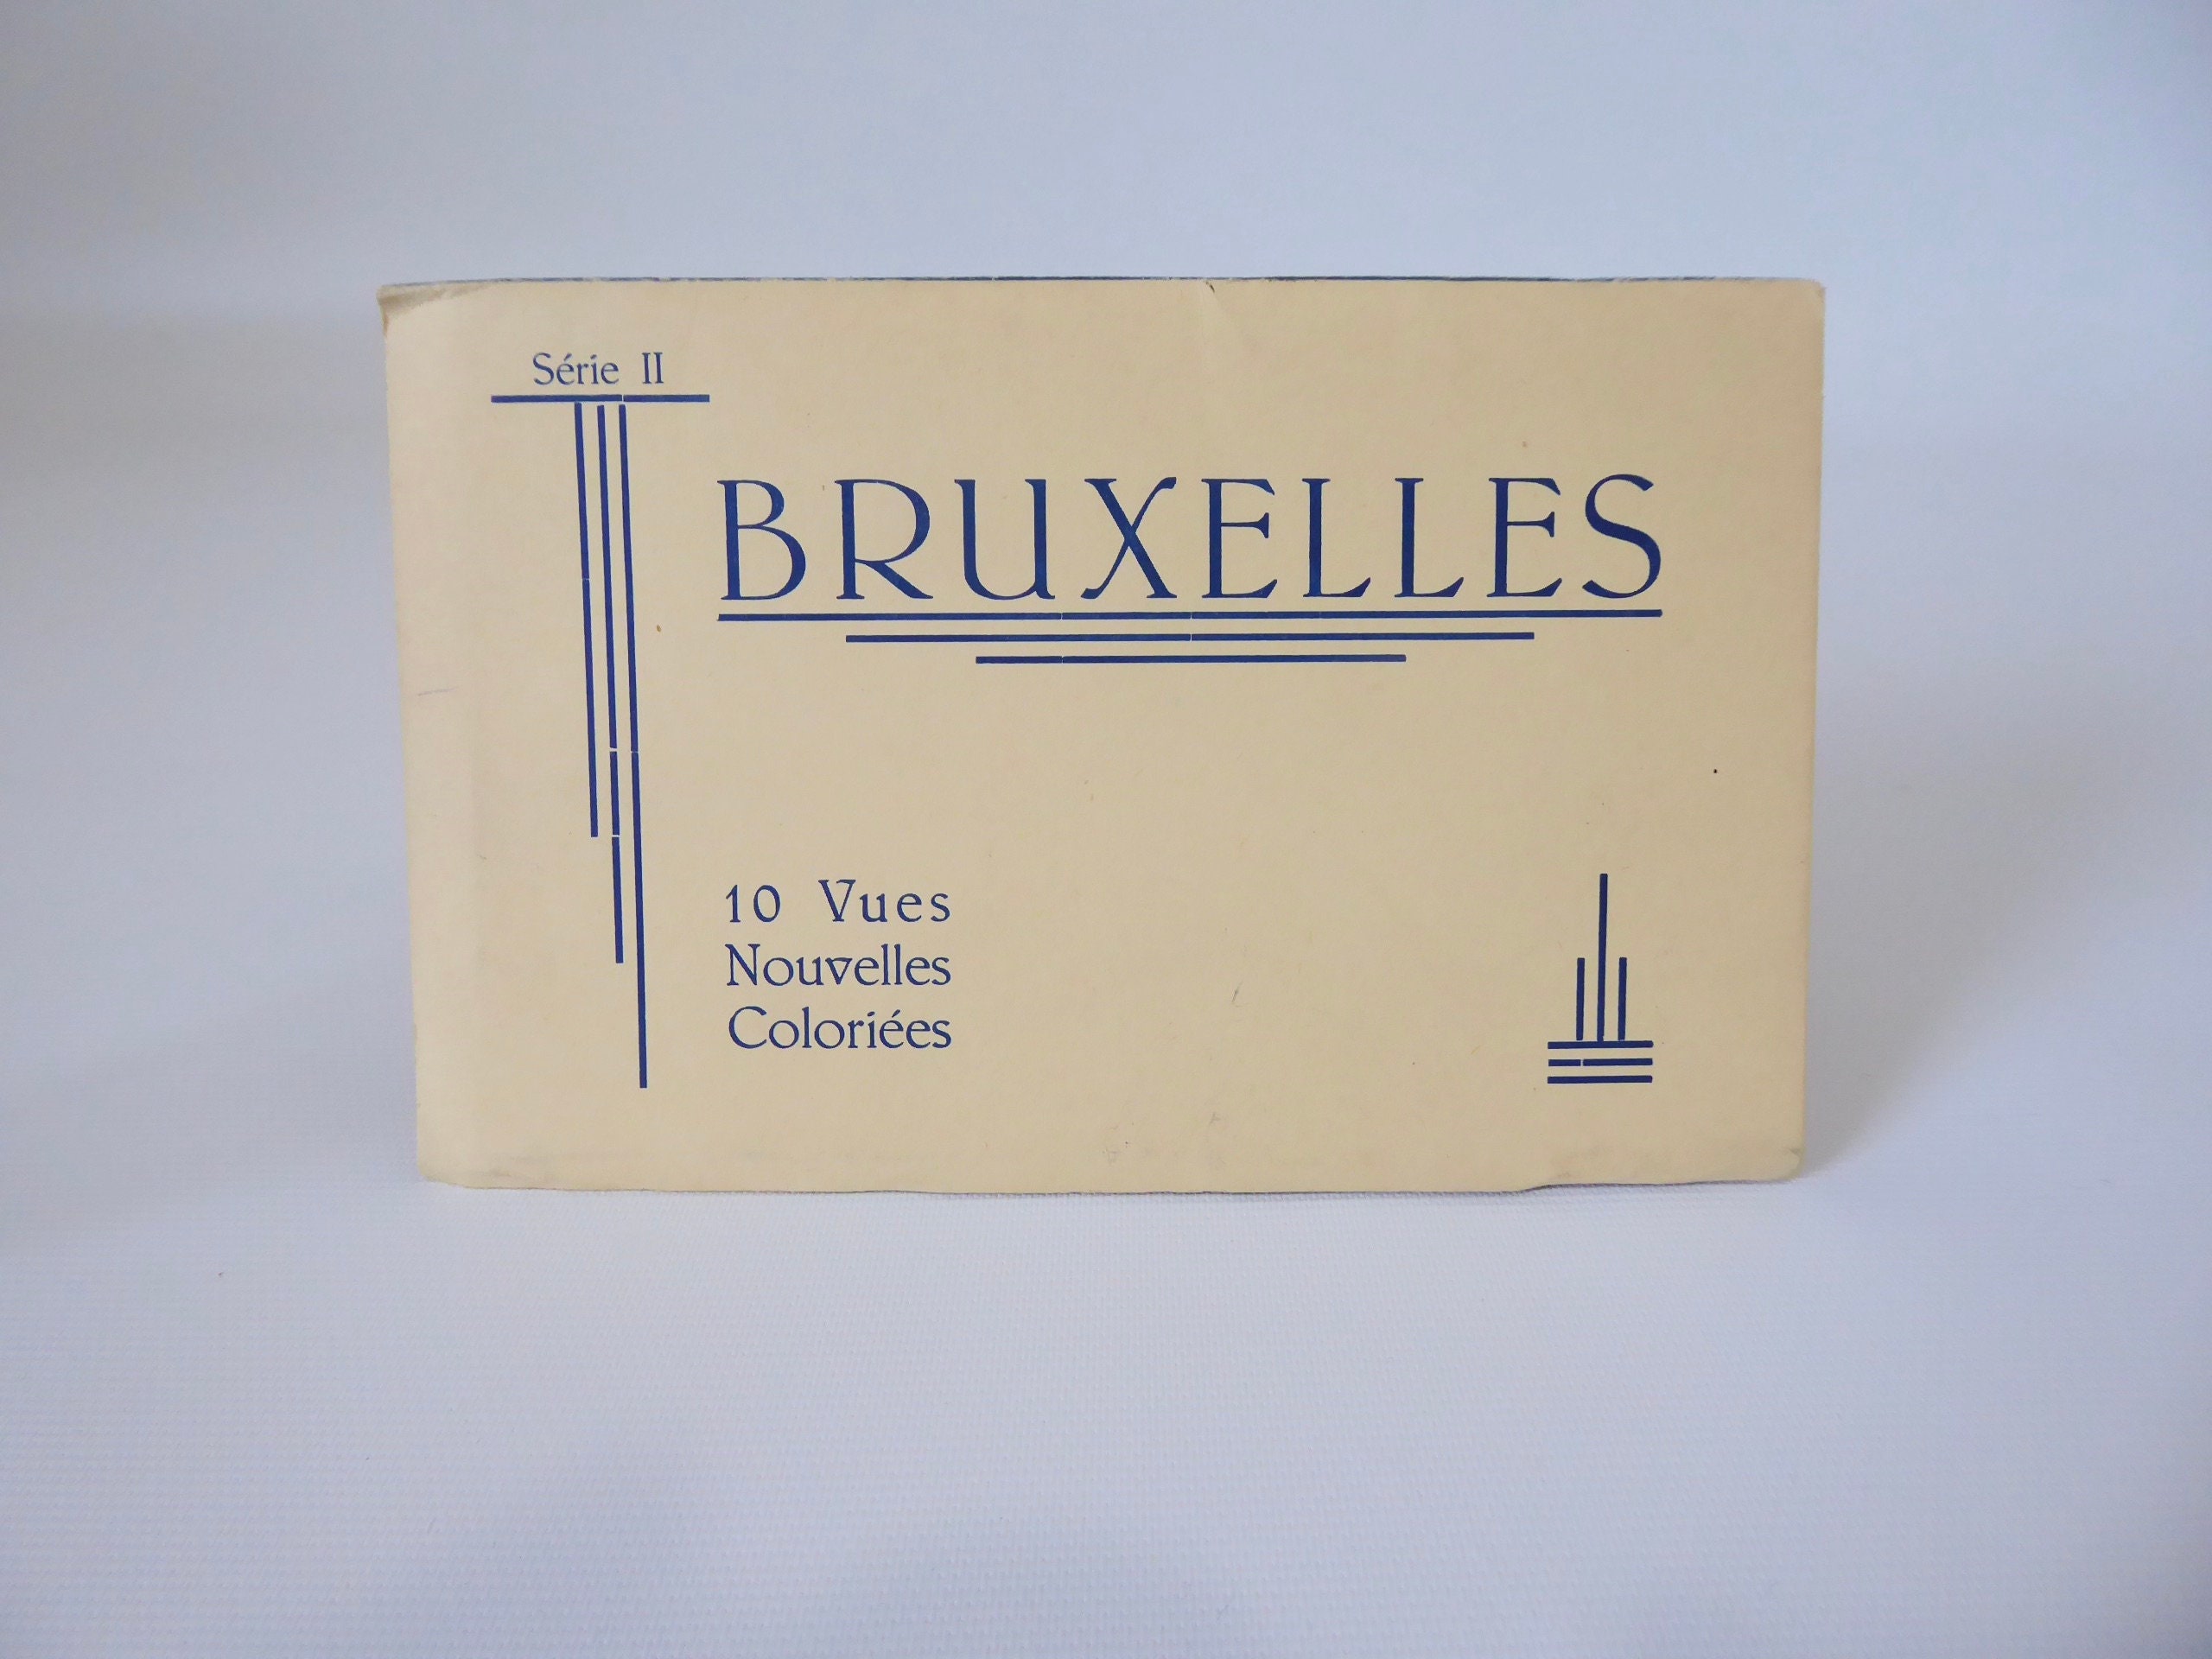 Série II
BRUXELLES
10 Vues
Nouvelles
Coloriées